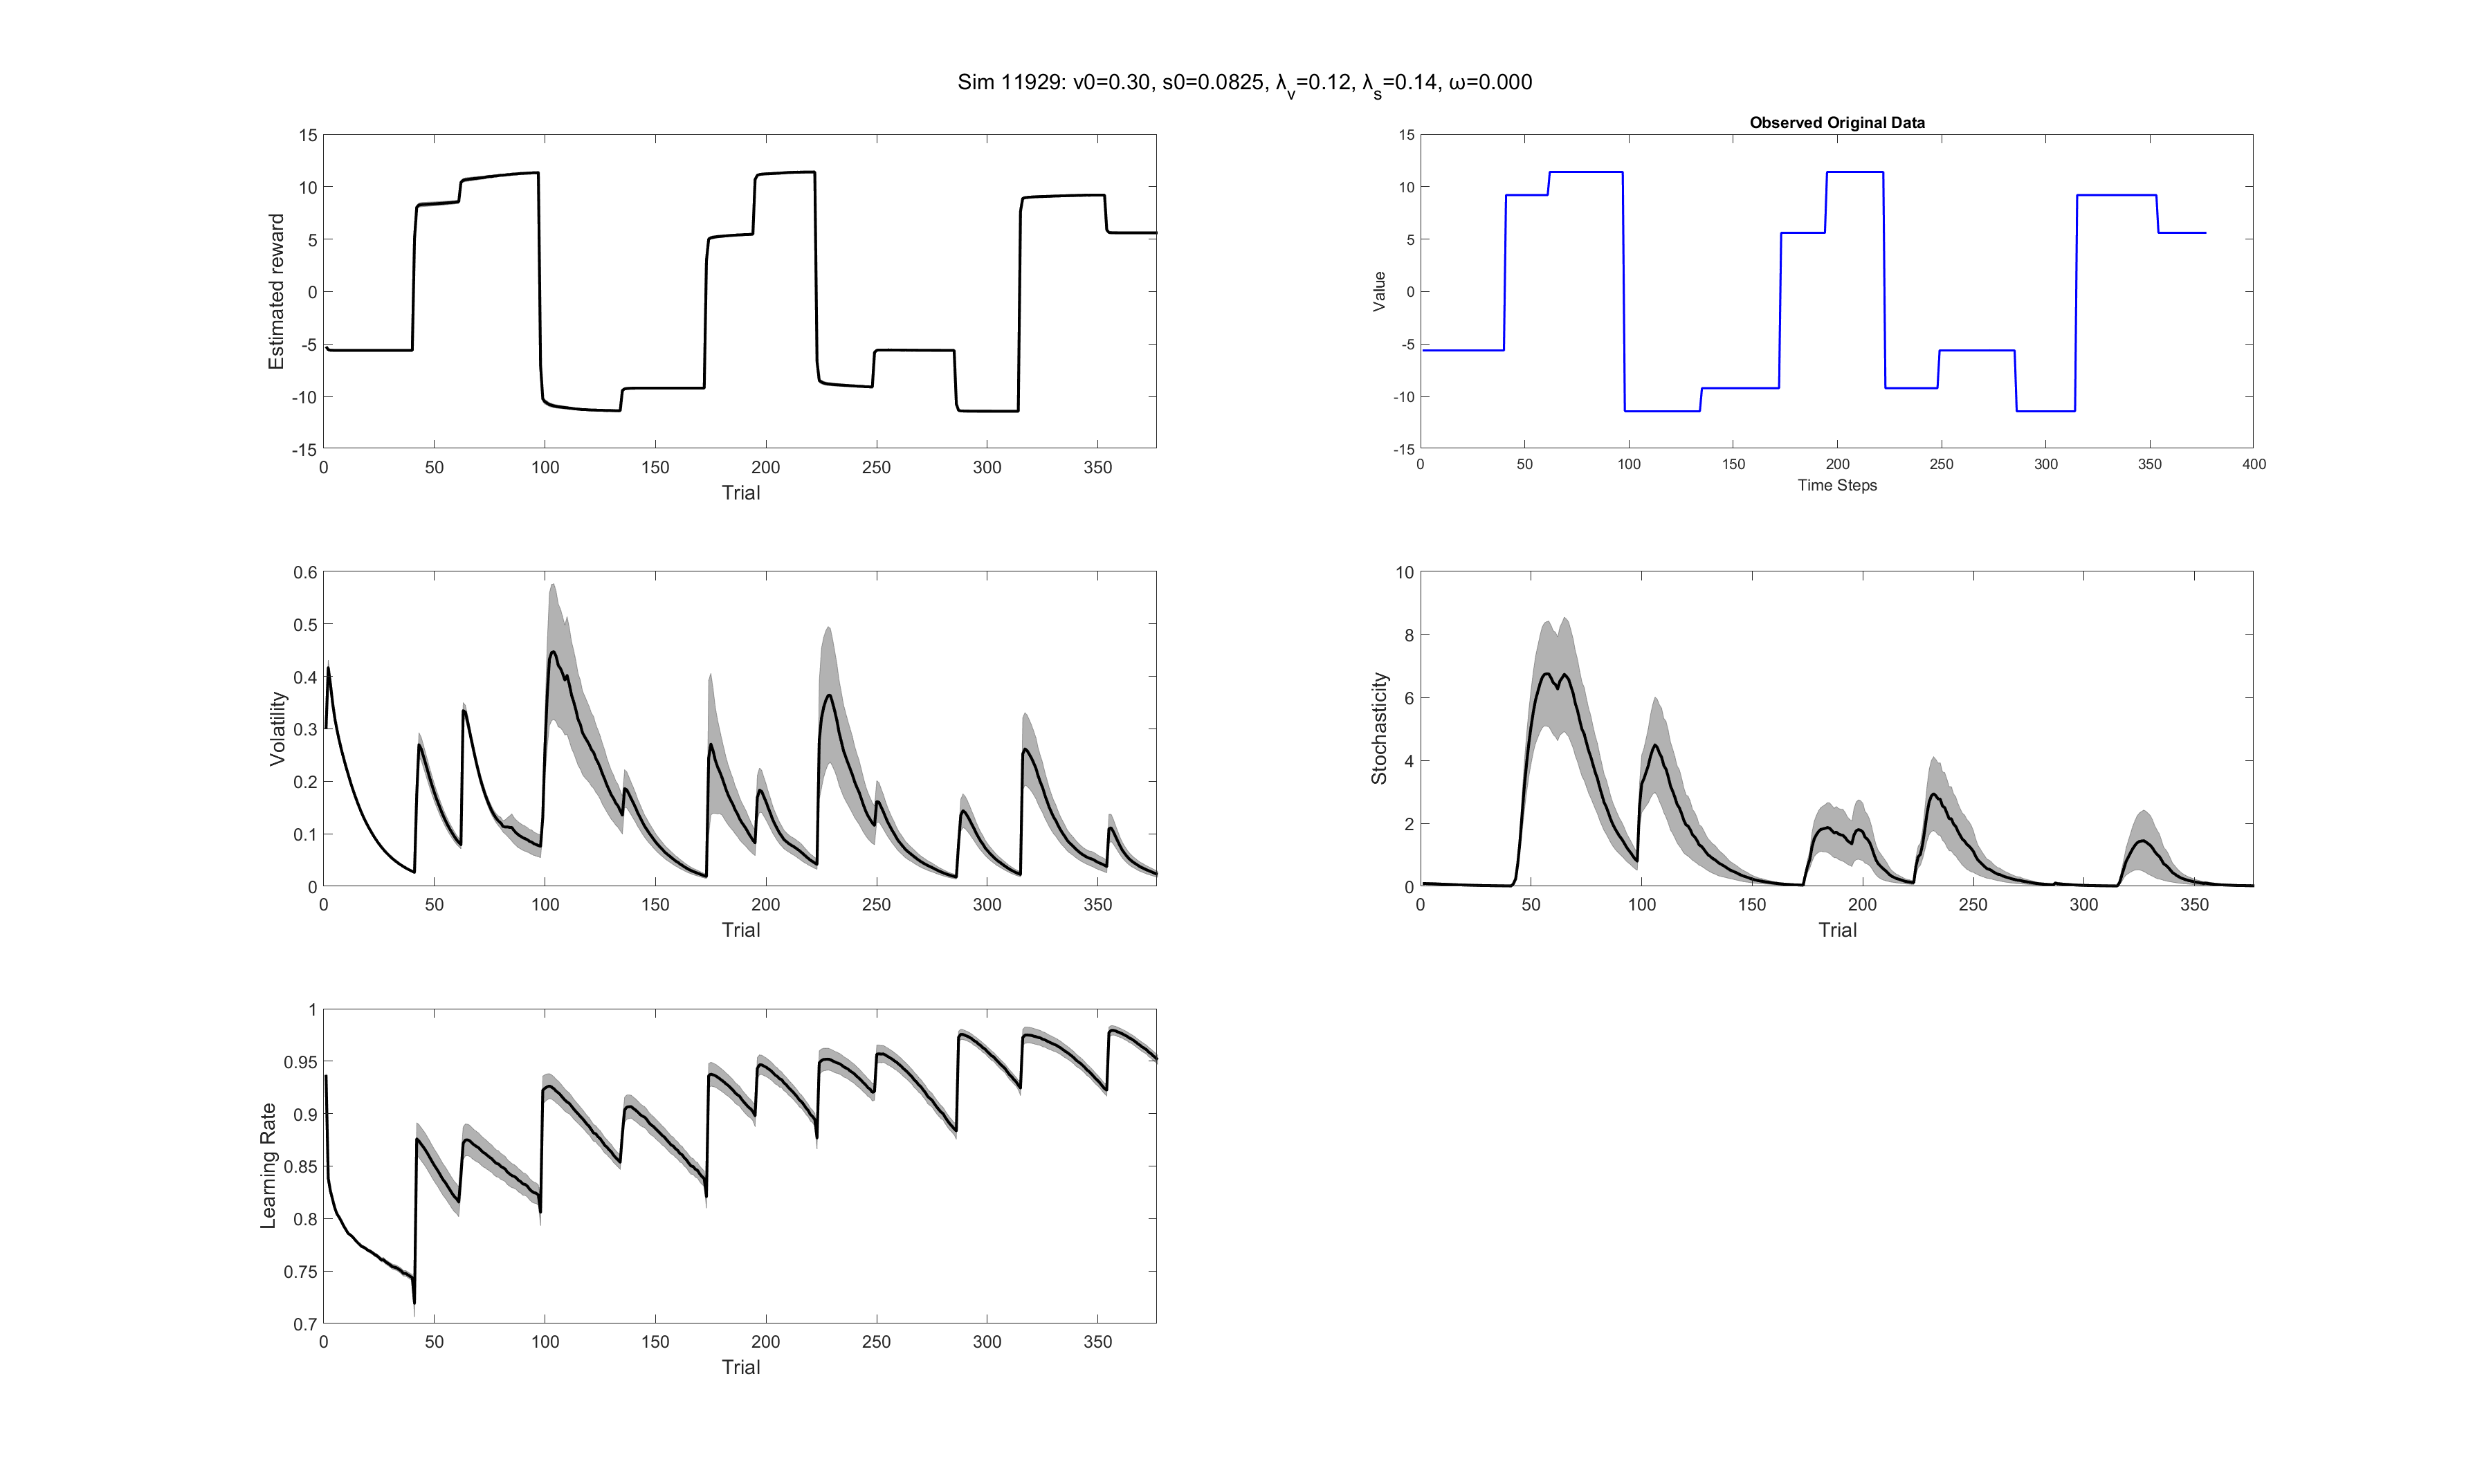 Sim 11929: v0=0.30, s0=0.0825, λv=0.12, λs=0.14, ω=0.000
Estimated reward
15
10
5
0
-5
-10
-15
0 50 100 150 200 250 300 350
Trial
Observed Original Data
Value
15
10
5
0
-5
-10
-15
0 50 100 150 200 250 300 350 400
Time Steps
Volatility
0.6
0.5
0.4
0.3
0.2
0.1
0
0 50 100 150 200 250 300 350
Trial
Stochasticity
10
8
6
4
2
0
0 50 100 150 200 250 300 350
Trial
Learning Rate
1
0.95
0.9
0.85
0.8
0.75
0.7
0 50 100 150 200 250 300 350
Trial